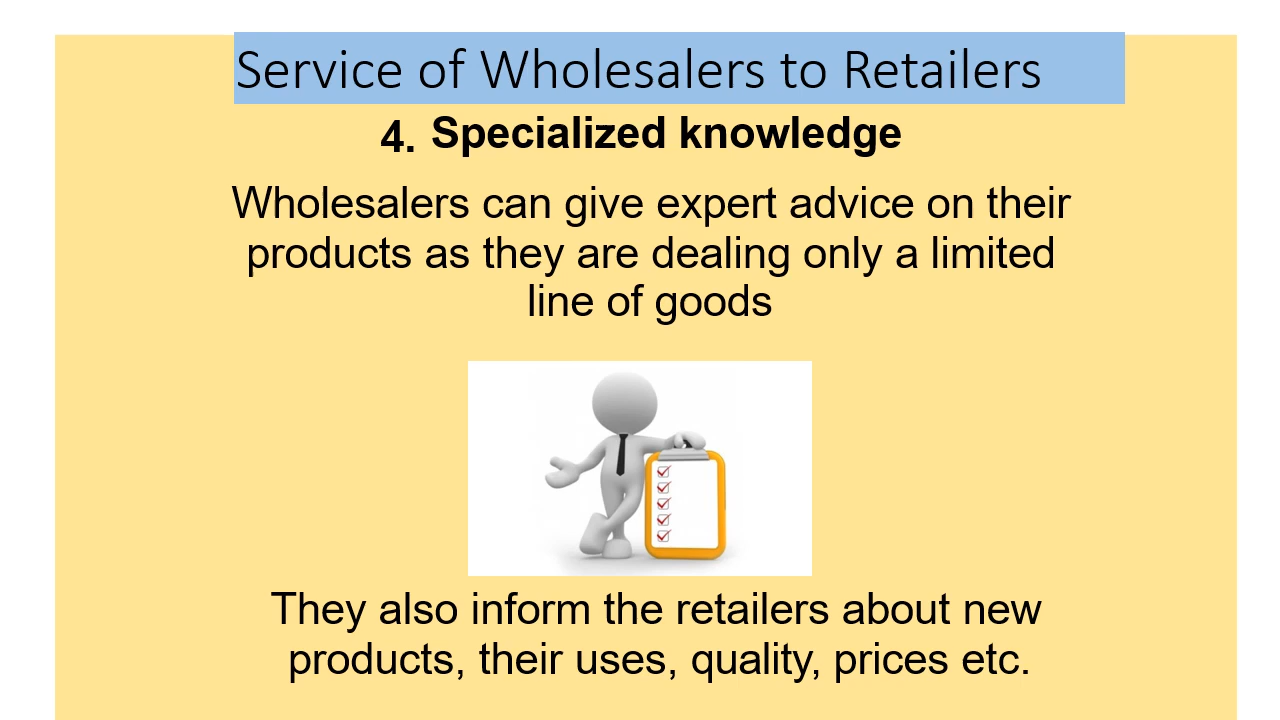 Service of Wholesalers to Retailers
4. Specialized knowledge
Wholesalers can give expert advice on their
products as they are dealing only a limited
line of goods
They also inform the retailers about new
products, their uses, quality, prices etc.